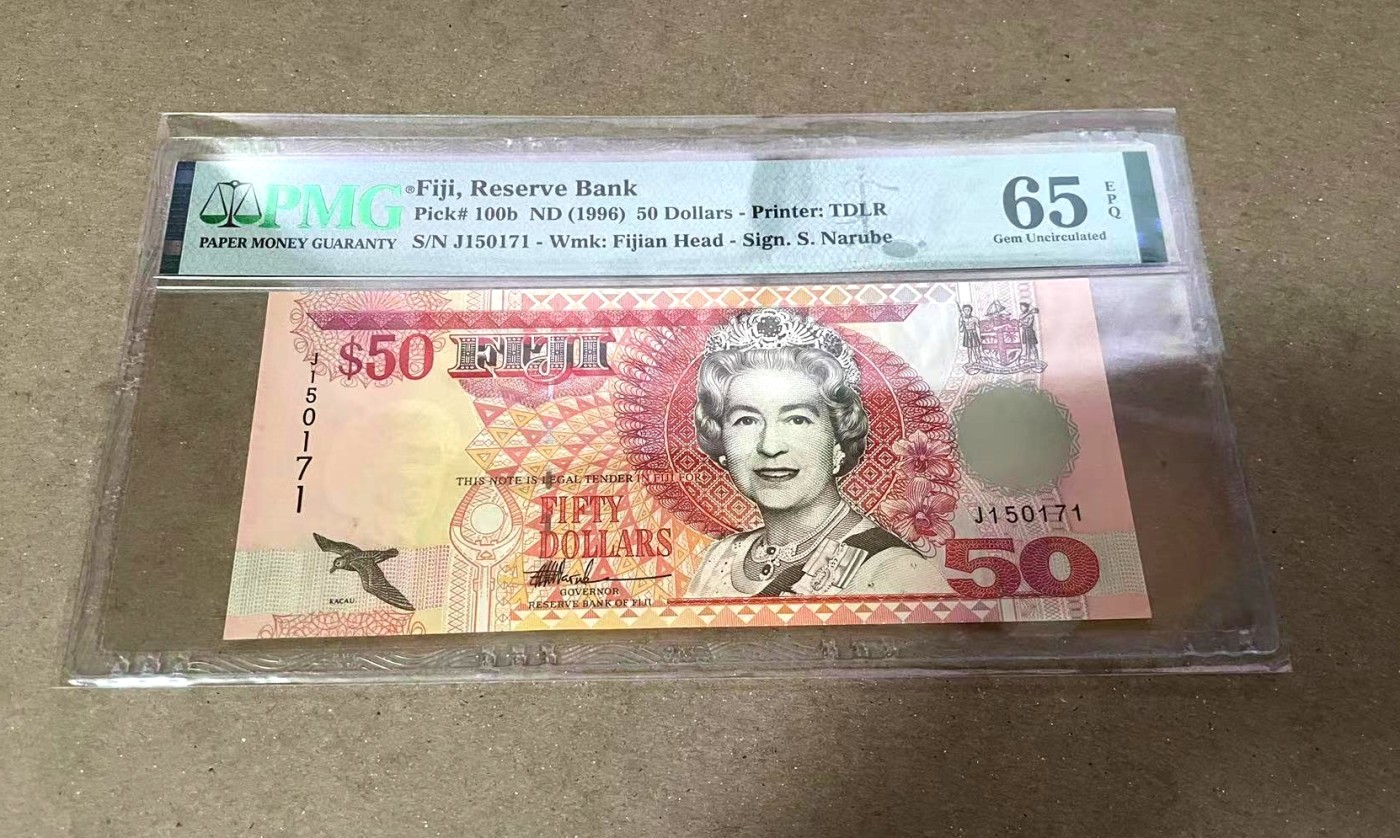 PMG®
PAPER MONEY GUARANTY
Fiji, Reserve Bank
Pick# 100b ND (1996) 50 Dollars - Printer: TDLR
S/N J150171 - Wmk: Fijian Head - Sign. S. Narube
65
EPQ
Gem Uncirculated
$50 FIJI
J150171
THIS NOTE IS LEGAL TENDER IN FIJI FOR
FIFTY
DOLLARS
GOVERNOR
RESERVE BANK OF FIJI
KACAU
J150171
50